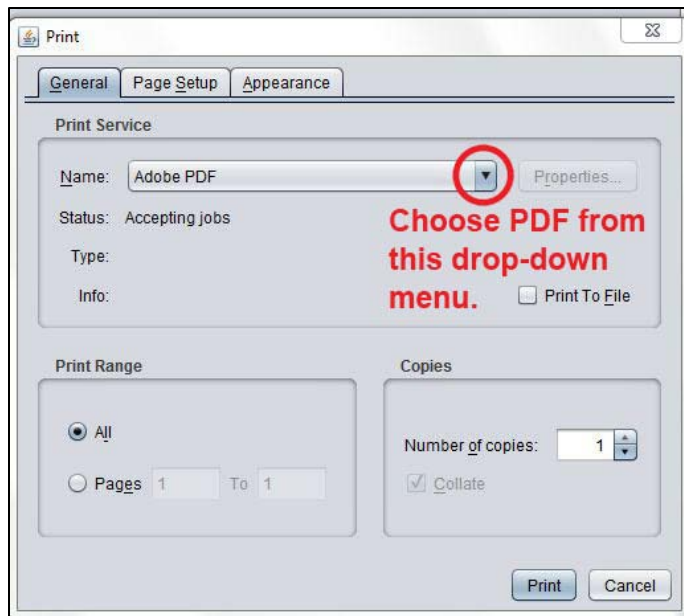 Print
General Page Setup Appearance
Print Service
Name: Adobe PDF Properties...
Status: Accepting jobs
Choose PDF from
this drop-down
menu.
Type:
Info:
Print To File
Print Range
All
Pages 1 To 1
Copies
Number of copies: 1
Collate
Print Cancel